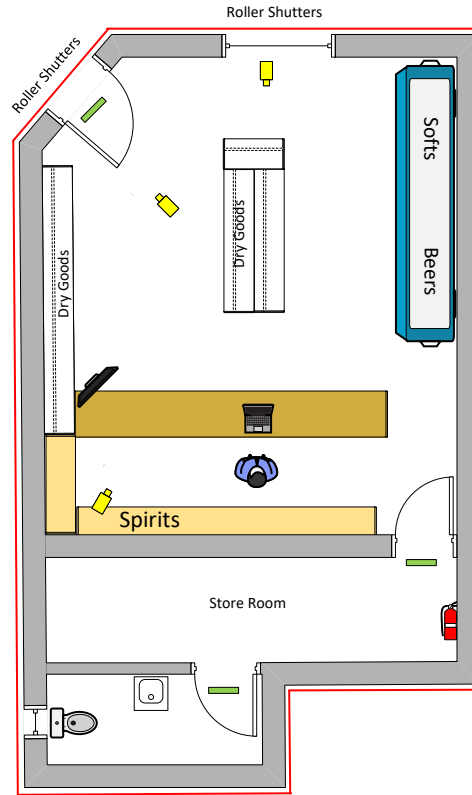 Roller Shutters
Roller Shutters
Softs
Beers
Dry Goods
Dry Goods
Spirits
Store Room